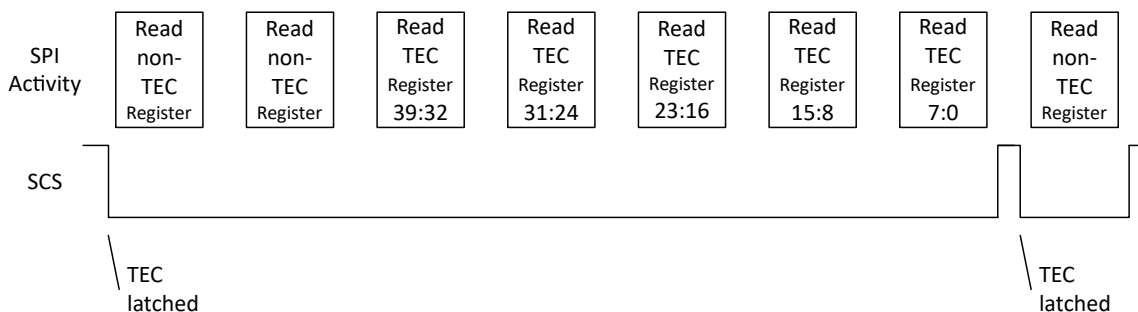 SPI
Activity
Read
non-
TEC
Register
Read
non-
TEC
Register
Read
TEC
Register
39:32
Read
TEC
Register
31:24
Read
TEC
Register
23:16
Read
TEC
Register
15:8
Read
TEC
Register
7:0
Read
non-
TEC
Register
SCS
TEC
latched
TEC
latched